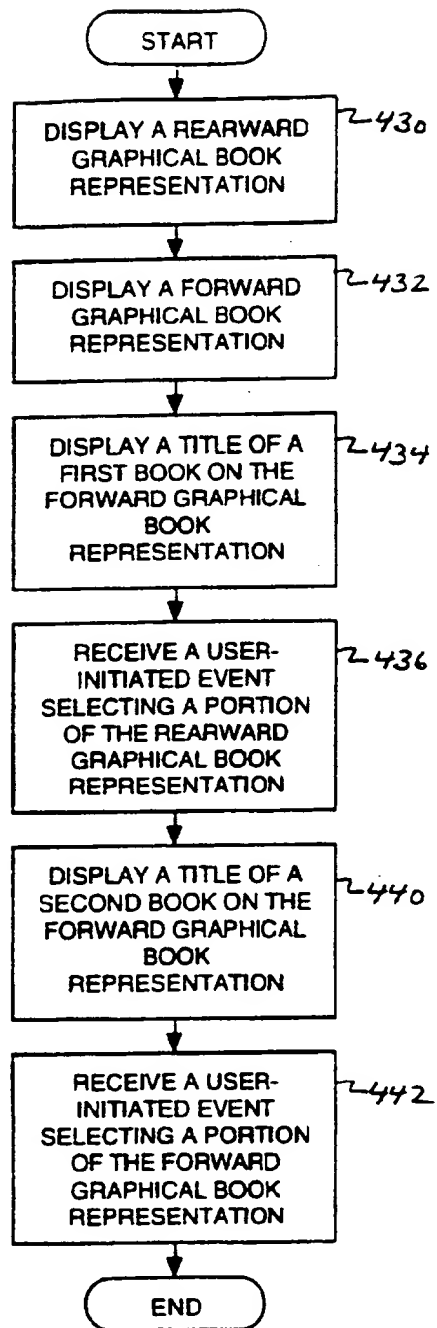 START
DISPLAY A REARWARD
GRAPHICAL BOOK
REPRESENTATION
430
DISPLAY A FORWARD
GRAPHICAL BOOK
REPRESENTATION
432
DISPLAY A TITLE OF A
FIRST BOOK ON THE
FORWARD GRAPHICAL
BOOK
REPRESENTATION
434
RECEIVE A USER-
INITIATED EVENT
SELECTING A PORTION
OF THE REARWARD
GRAPHICAL BOOK
REPRESENTATION
436
DISPLAY A TITLE OF A
SECOND BOOK ON THE
FORWARD GRAPHICAL
BOOK
REPRESENTATION
440
RECEIVE A USER-
INITIATED EVENT
SELECTING A PORTION
OF THE FORWARD
GRAPHICAL BOOK
REPRESENTATION
442
END